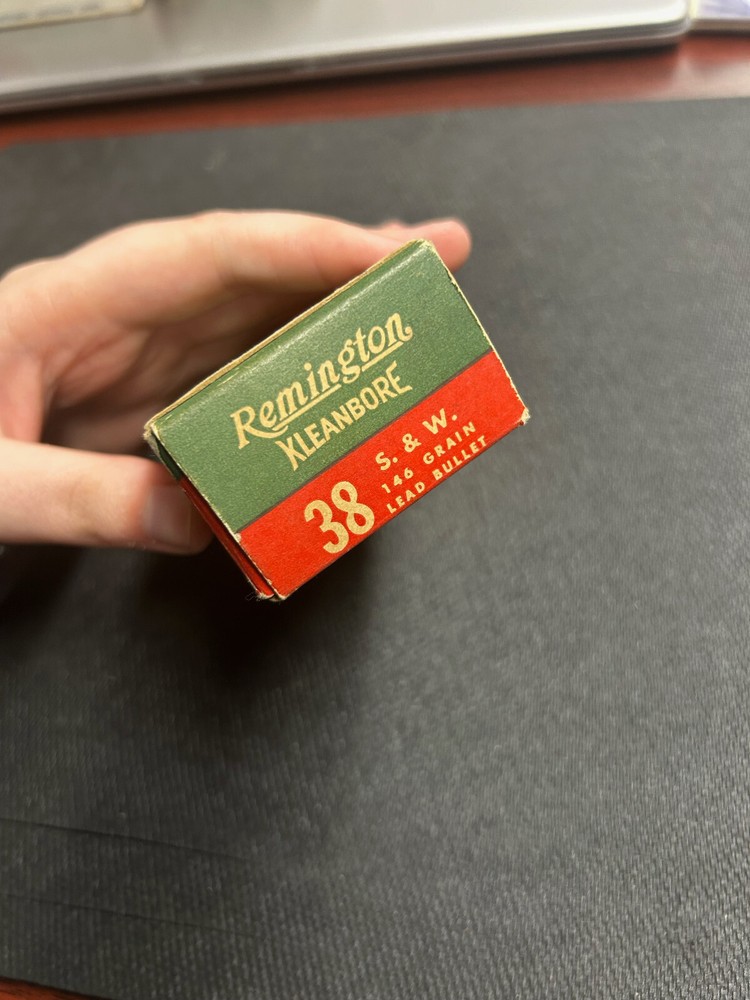 Remington
KLEANBORE
38 S. & W.
146 GRAIN
LEAD BULLET